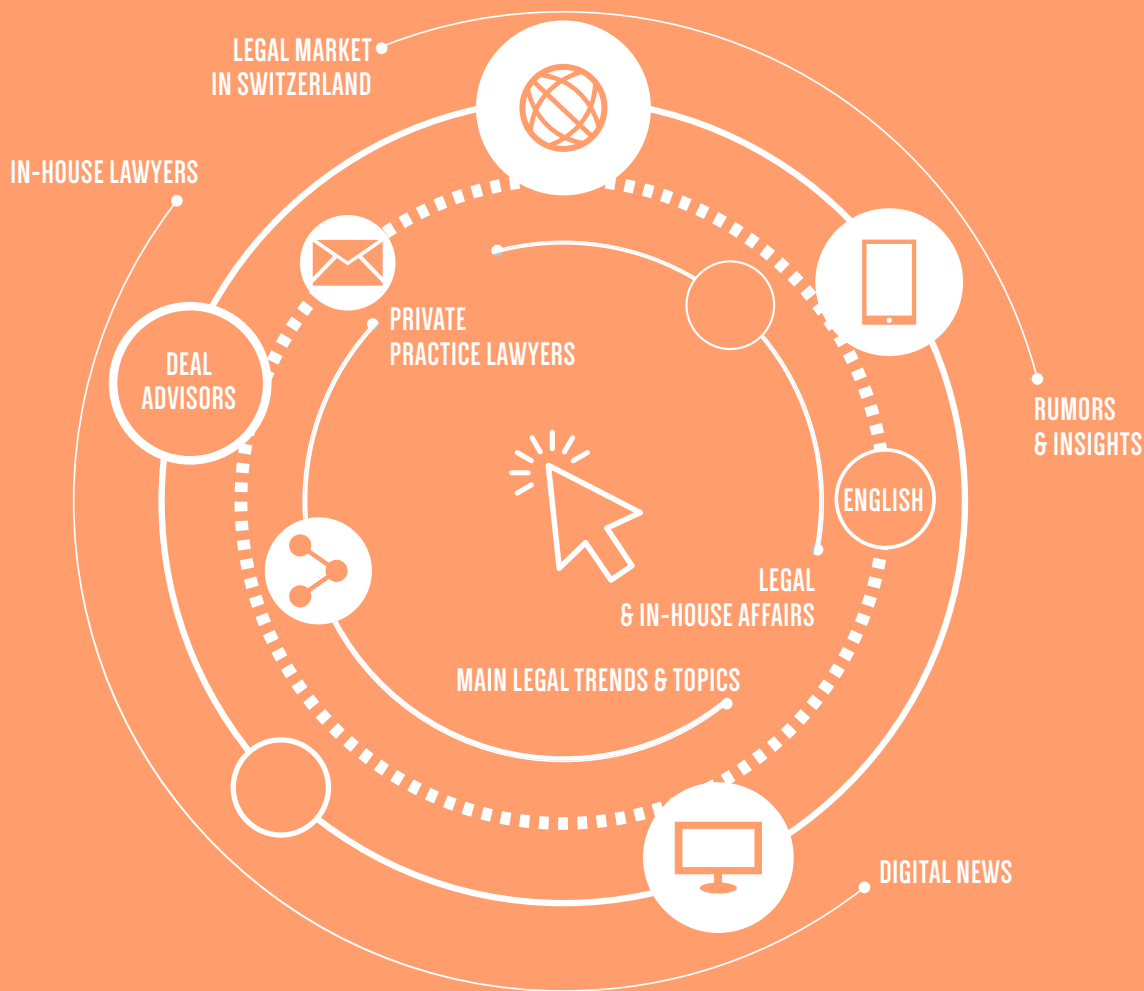 LEGAL MARKET
IN SWITZERLAND
IN-HOUSE LAWYERS
PRIVATE
PRACTICE LAWYERS
DEAL
ADVISORS
RUMORS
& INSIGHTS
ENGLISH
LEGAL
& IN-HOUSE AFFAIRS
MAIN LEGAL TRENDS & TOPICS
DIGITAL NEWS